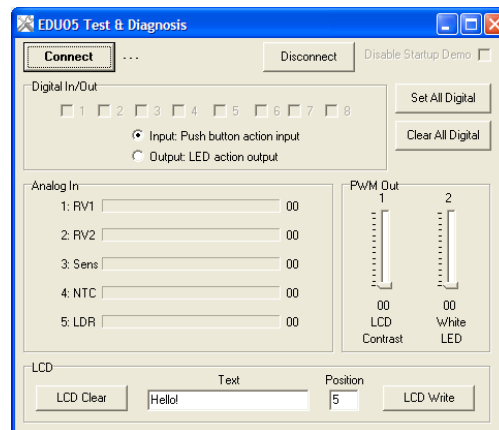 EDU05 Test & Diagnosis
Connect ... Disconnect Disable Startup Demo
Digital In/Out
1 2 3 4 5 6 7 8
Set All Digital
Input: Push button action input
Output: LED action output
Clear All Digital
Analog In
1: RV1 00
2: RV2 00
3: Sens 00
4: NTC 00
5: LDR 00
PWM Out
1 2
00 00
LCD White
Contrast LED
LCD
Text Position
LCD Clear Hello! 5 LCD Write